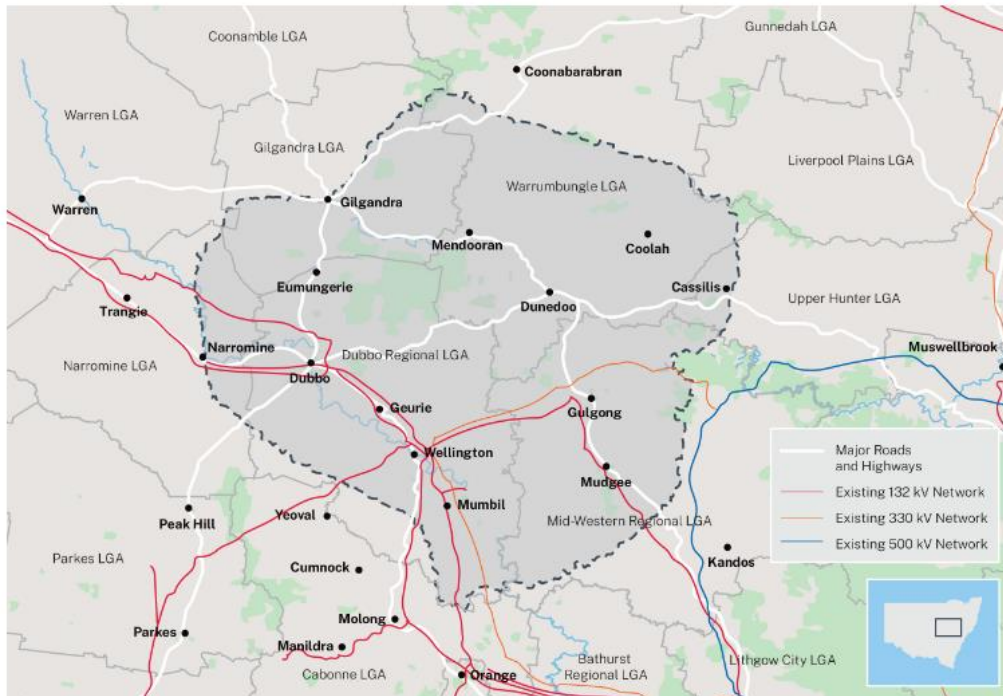 Coonamble LGA
Gunnedah LGA
Coonabarabran
Warren LGA
Gilgandra LGA
Liverpool Plains LGA
Warrumbungle LGA
Warren
Gilgandra
Mendooran
Coolah
Eumungerie
Cassilis
Trangie
Dunedoo
Upper Hunter LGA
Narromine
Dubbo Regional LGA
Muswellbrook
Narromine LGA
Dubbo
Geurie
Gulgong
Wellington
Major Roads
and Highways
Mudgee
Existing 132 kV Network
Peak Hill
Yeoval
Mumbil
Mid-Western Regional LGA
Existing 330 kV Network
Existing 500 kV Network
Parkes LGA
Kandos
Cumnock
Molong
Parkes
Manildra
Bathurst
Regional LGA
Lithgow City LGA
Cabonne LGA
Orange